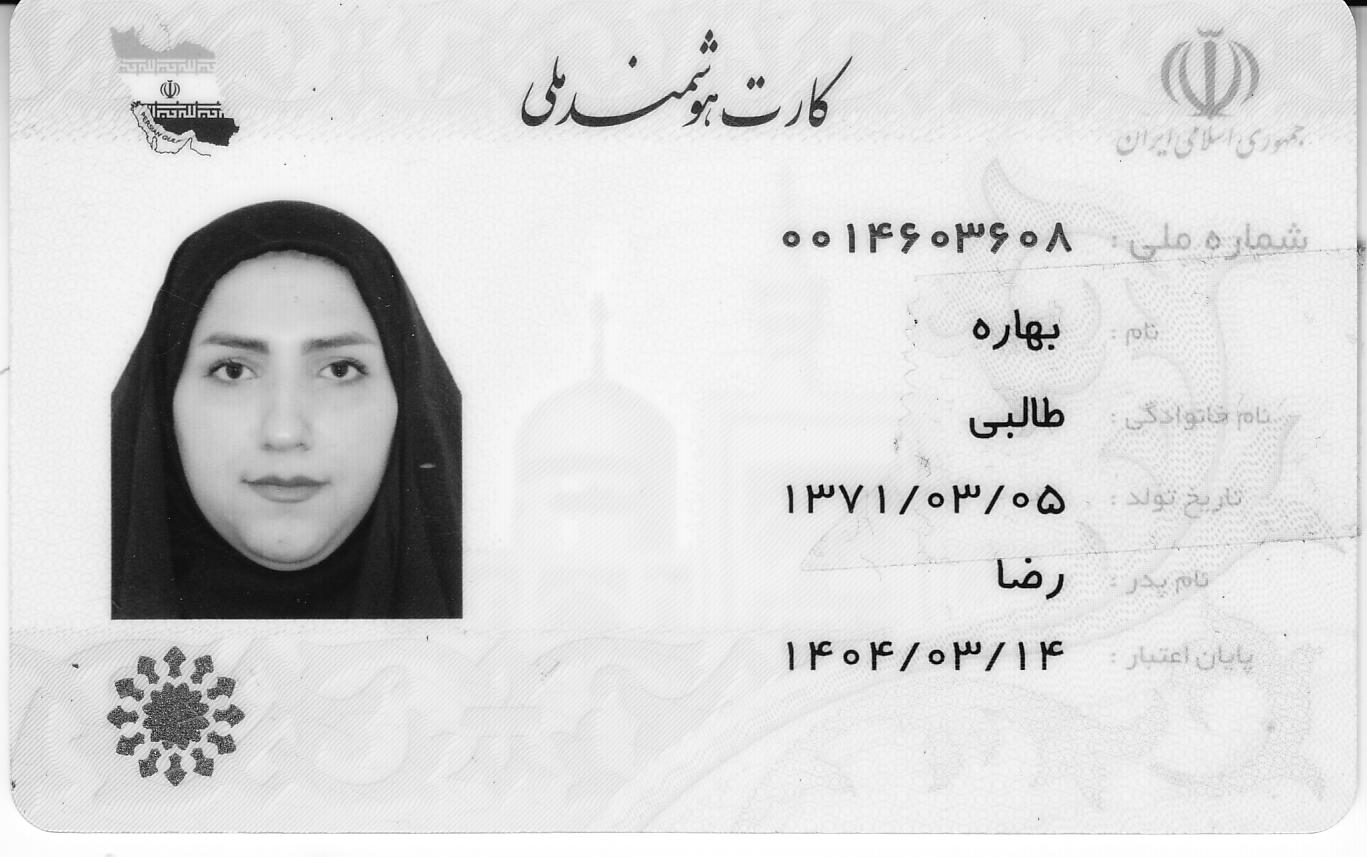 کارت هوشمند ملی
جمهوری اسلامی ایران
PERSIAN GULF
شماره ملی : ۰۰۱۴۶۰۳۶۰۸
نام : بهاره
نام خانوادگی : طالبی
تاریخ تولد : ۱۳۷۱/۰۳/۰۵
نام پدر : رضا
پایان اعتبار : ۱۴۰۴/۰۳/۱۴